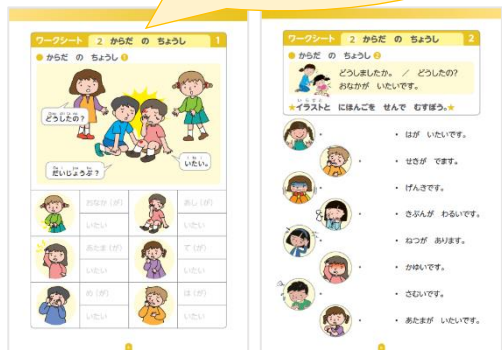 ワークシート 2 からだ の ちょうし 1
● からだ の ちょうし ❶
どうしたの?
だいじょうぶ?
いたい。
おなか (が)
いたい
あし (が)
いたい
あたま (が)
いたい
て (が)
いたい
め (が)
いたい
は (が)
いたい
ワークシート 2 からだ の ちょうし 2
● からだ の ちょうし ❷
どうしましたか。 / どうしたの?
おなかが いたいです。
★イラストと にほんごを せんで むすぼう。★
・ はが いたいです。
・ せきが でます。
・ げんきです。
・ きぶんが わるいです。
・ ねつが あります。
・ かゆいです。
・ さむいです。
・ あたまが いたいです。